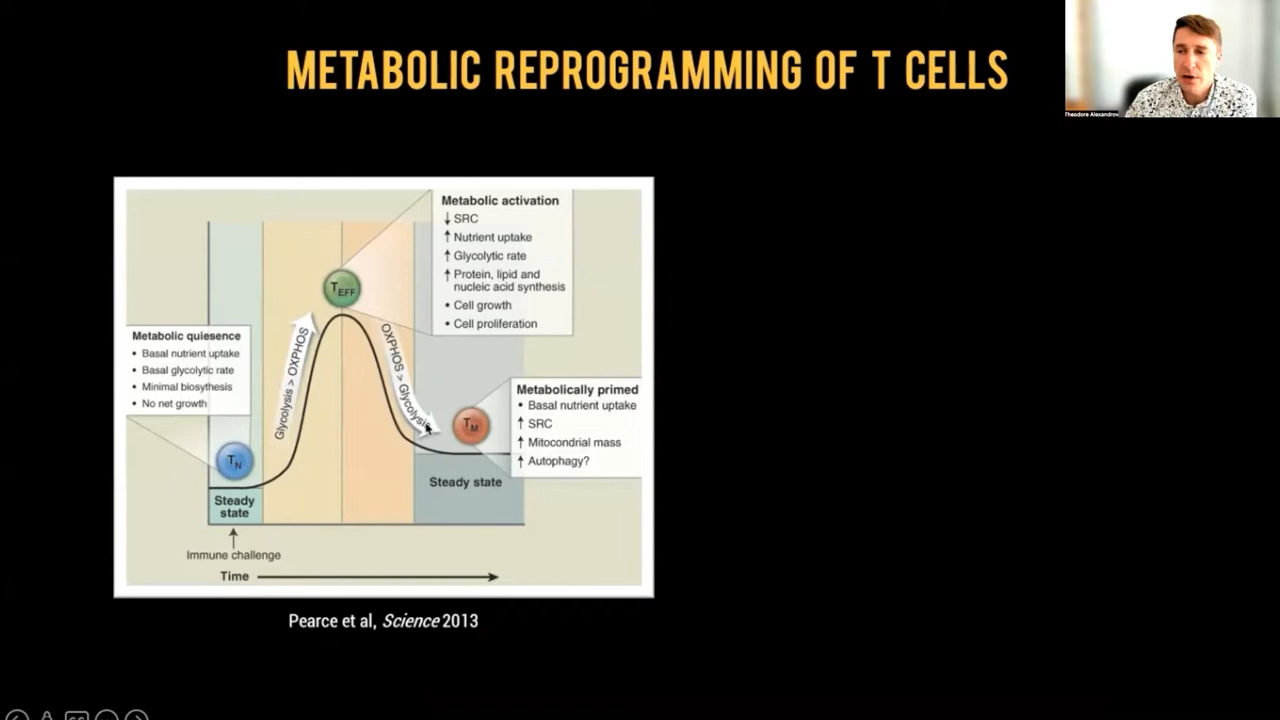 METABOLIC REPROGRAMMING OF T CELLS
Theodore Alexandrov
Metabolic activation
↓ SRC
↑ Nutrient uptake
↑ Glycolytic rate
↑ Protein, lipid and
nucleic acid synthesis
• Cell growth
• Cell proliferation
TEFF
Metabolic quiesence
• Basal nutrient uptake
• Basal glycolytic rate
• Minimal biosythesis
• No net growth
Glycolysis > OXPHOS
OXPHOS > Glycolysis
Metabolically primed
• Basal nutrient uptake
↑ SRC
↑ Mitocondrial mass
↑ Autophagy?
TM
TN
Steady
state
Steady state
Immune challenge
Time
Pearce et al, Science 2013